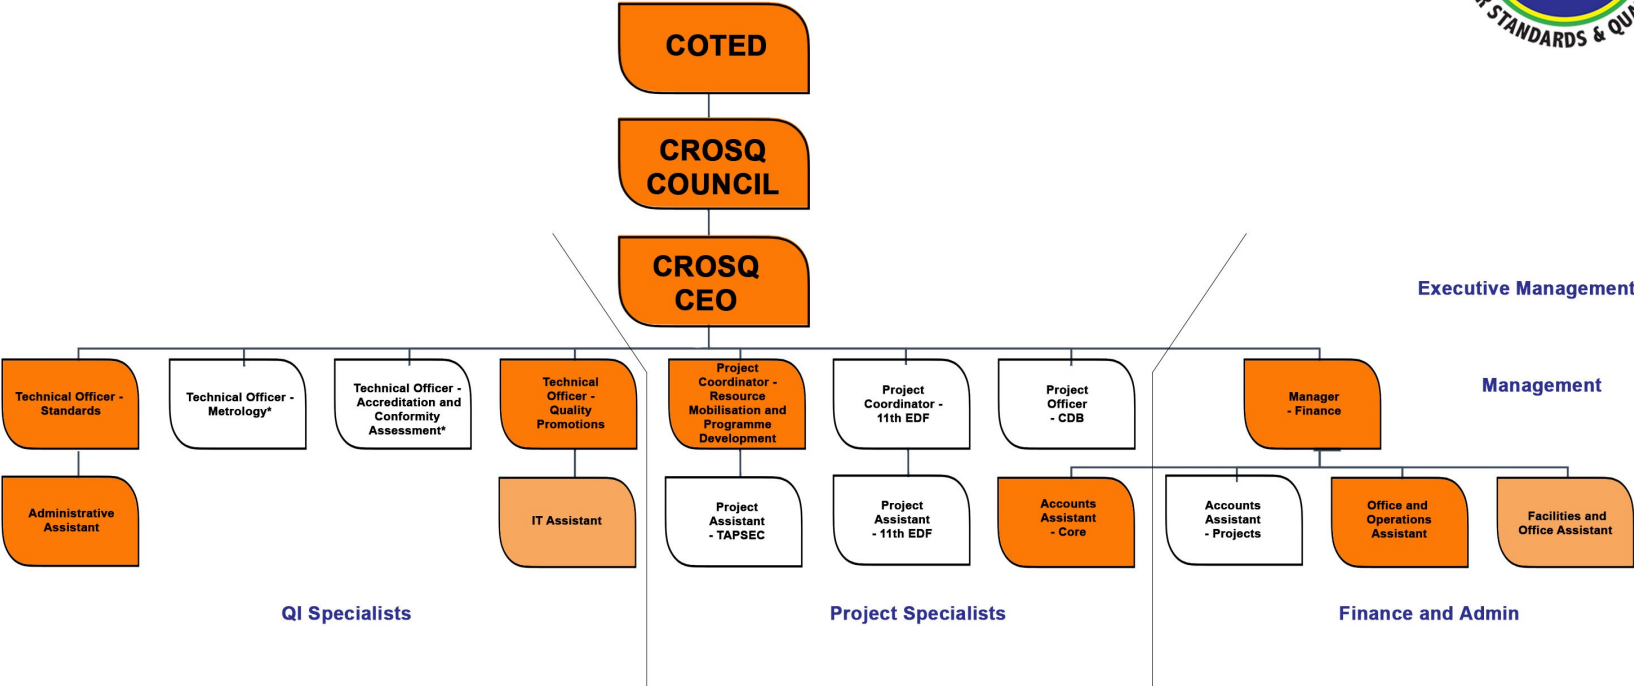 STANDARDS & QUA
COTED
CROSQ
COUNCIL
CROSQ
CEO
Executive Management
Technical Officer -
Standards
Technical Officer -
Metrology*
Technical Officer -
Accreditation and
Conformity
Assessment*
Technical
Officer -
Quality
Promotions
Project
Coordinator -
Resource
Mobilisation and
Programme
Development
Project
Coordinator -
11th EDF
Project
Officer
- CDB
Manager
- Finance
Management
Administrative
Assistant
IT Assistant
Project
Assistant
- TAPSEC
Project
Assistant
- 11th EDF
Accounts
Assistant
- Core
Accounts
Assistant
- Projects
Office and
Operations
Assistant
Facilities and
Office Assistant
QI Specialists
Project Specialists
Finance and Admin